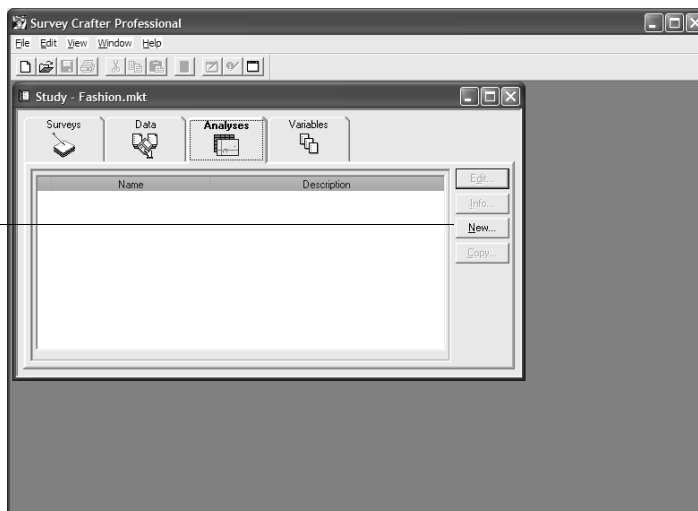 Survey Crafter Professional
File Edit View Window Help
Study - Fashion.mkt
Surveys Data Analyses Variables
Name Description
Edit...
Info...
New...
Copy...